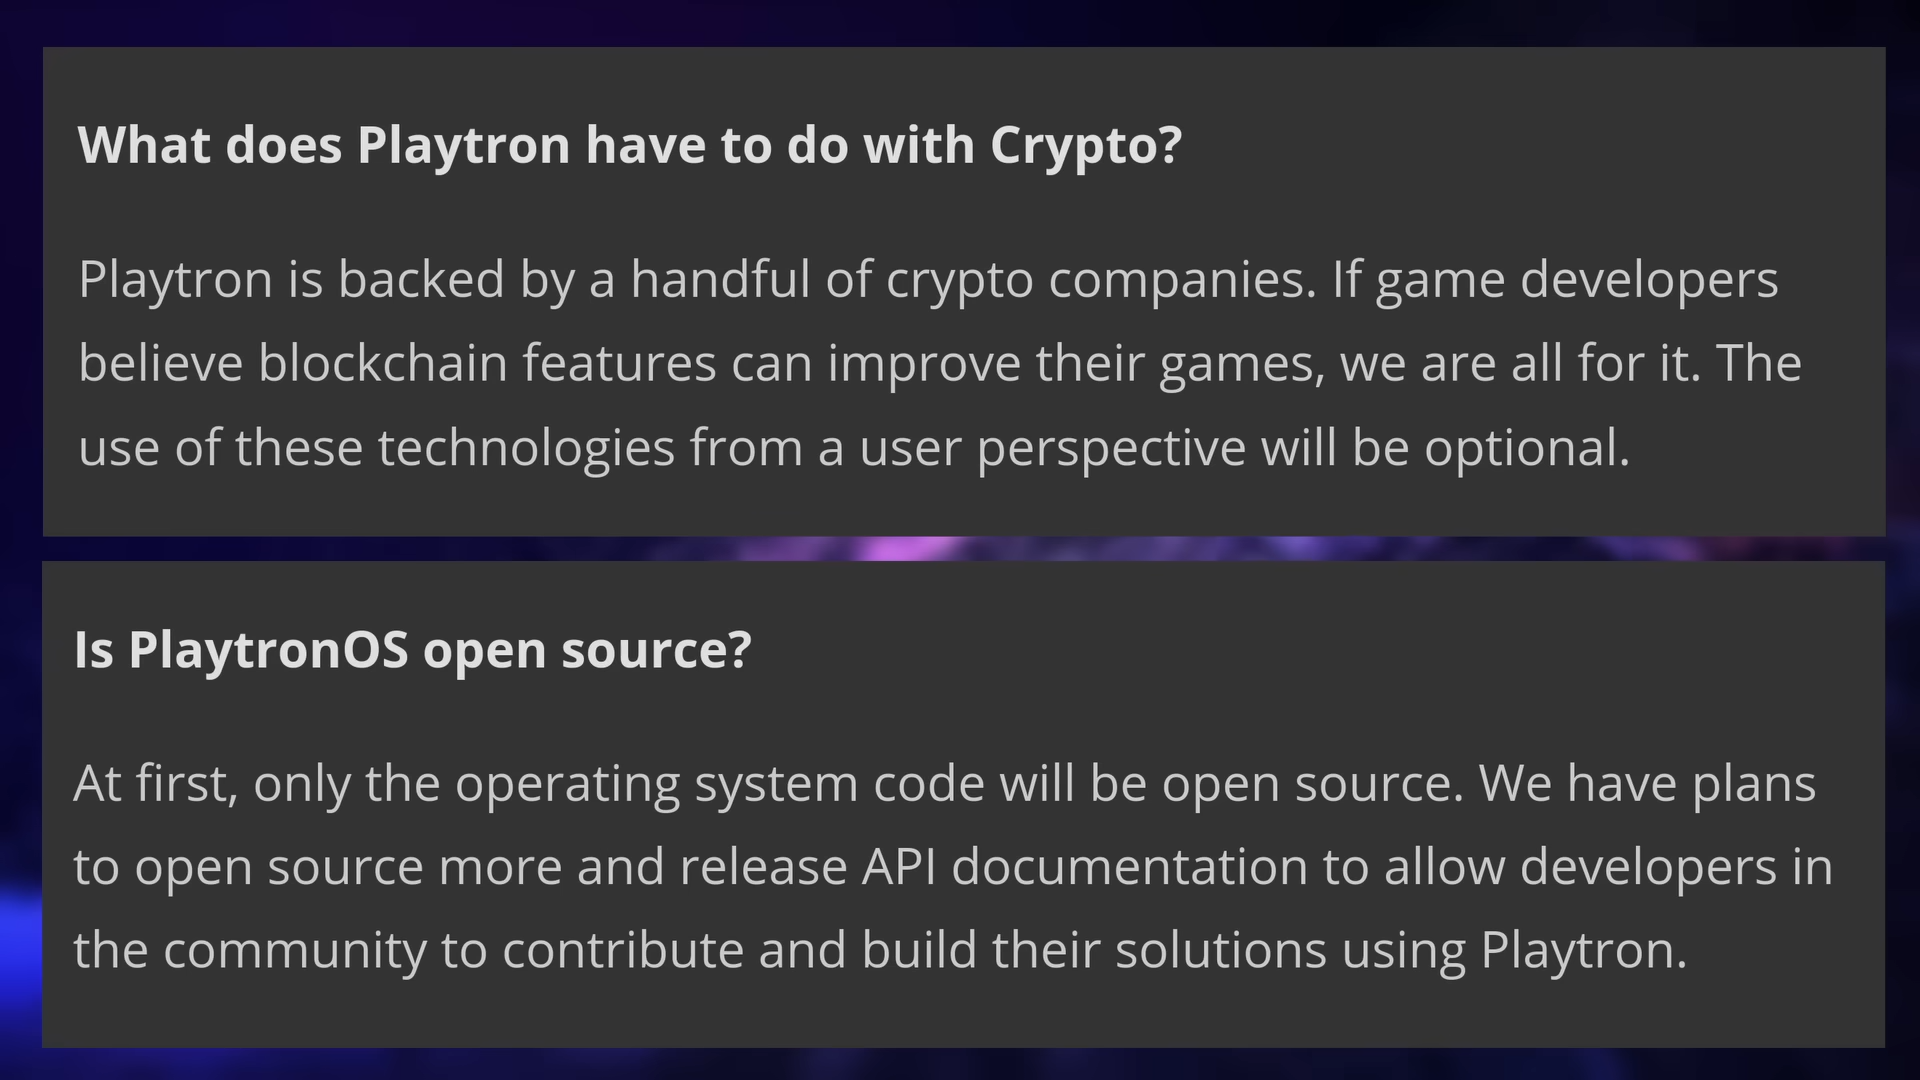 What does Playtron have to do with Crypto?
Playtron is backed by a handful of crypto companies. If game developers
believe blockchain features can improve their games, we are all for it. The
use of these technologies from a user perspective will be optional.
Is PlaytronOS open source?
At first, only the operating system code will be open source. We have plans
to open source more and release API documentation to allow developers in
the community to contribute and build their solutions using Playtron.